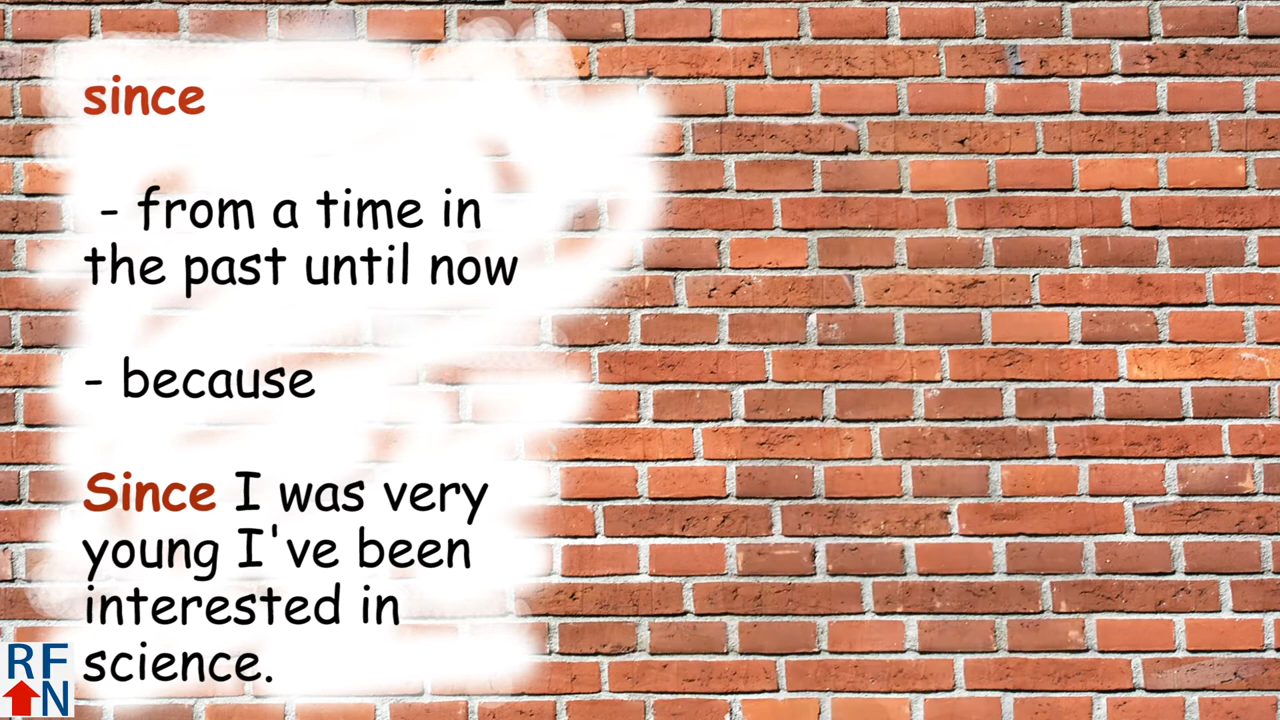 since
- from a time in
the past until now
- because
Since I was very
young I've been
interested in
science.
RF
N